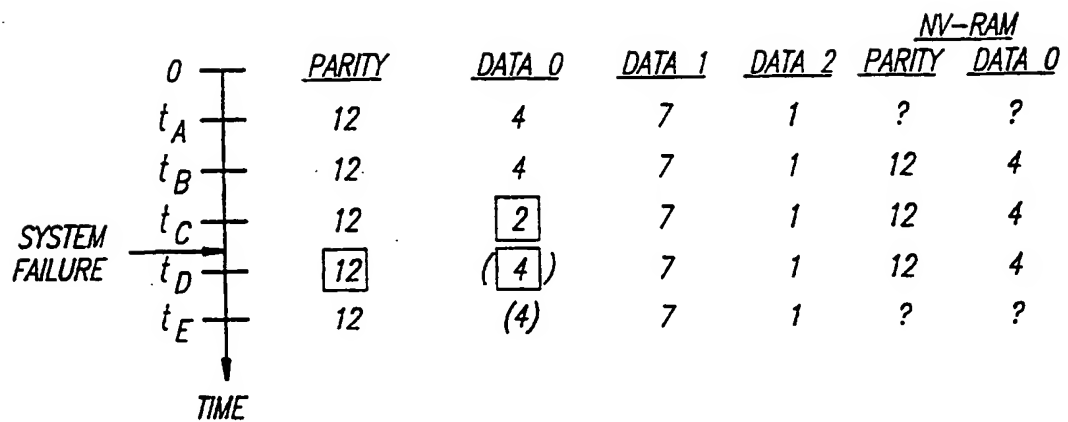 NV-RAM
0 PARITY DATA 0 DATA 1 DATA 2 PARITY DATA 0
tA 12 4 7 1 ? ?
tB 12 4 7 1 12 4
tC 12 2 7 1 12 4
SYSTEM FAILURE
tD 12 (4) 7 1 12 4
tE 12 (4) 7 1 ? ?
TIME